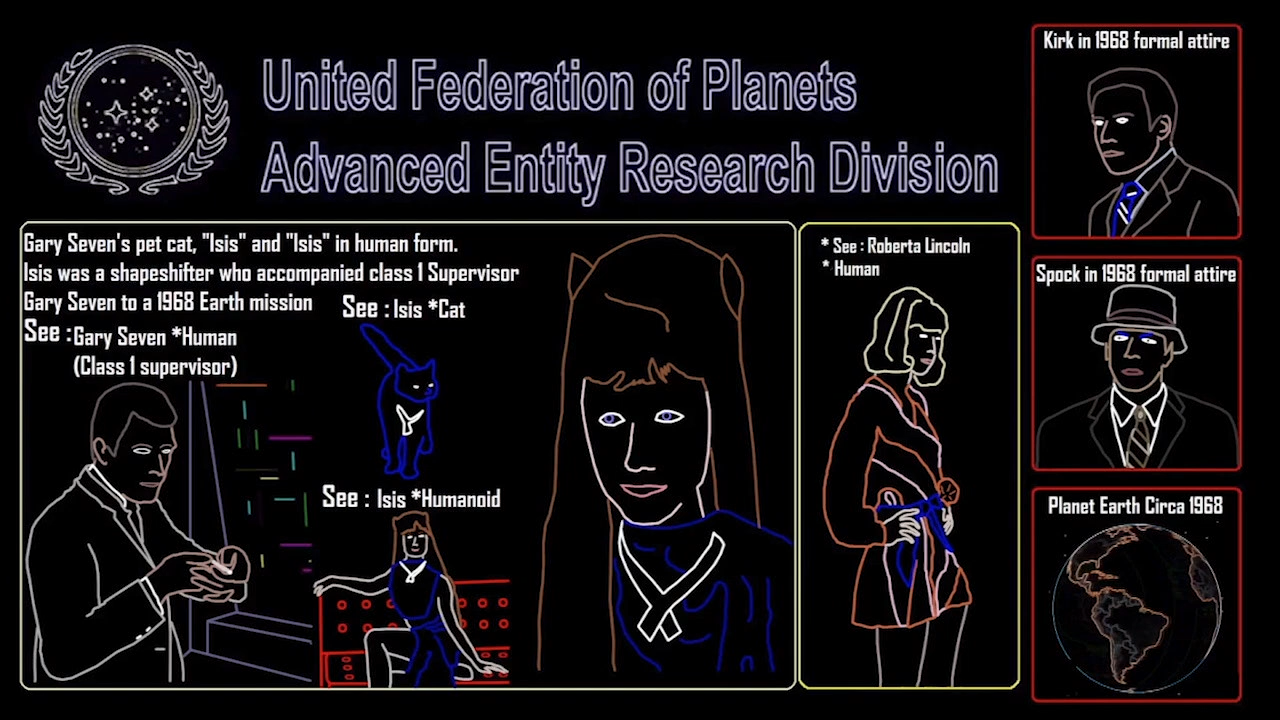 United Federation of Planets
Advanced Entity Research Division
Gary Seven's pet cat, "Isis" and "Isis" in human form.
Isis was a shapeshifter who accompanied class 1 Supervisor
Gary Seven to a 1968 Earth mission
See : Gary Seven *Human
(Class 1 supervisor)
See : Isis *Cat
See : Isis *Humanoid
* See : Roberta Lincoln
* Human
Kirk in 1968 formal attire
Spock in 1968 formal attire
Planet Earth Circa 1968